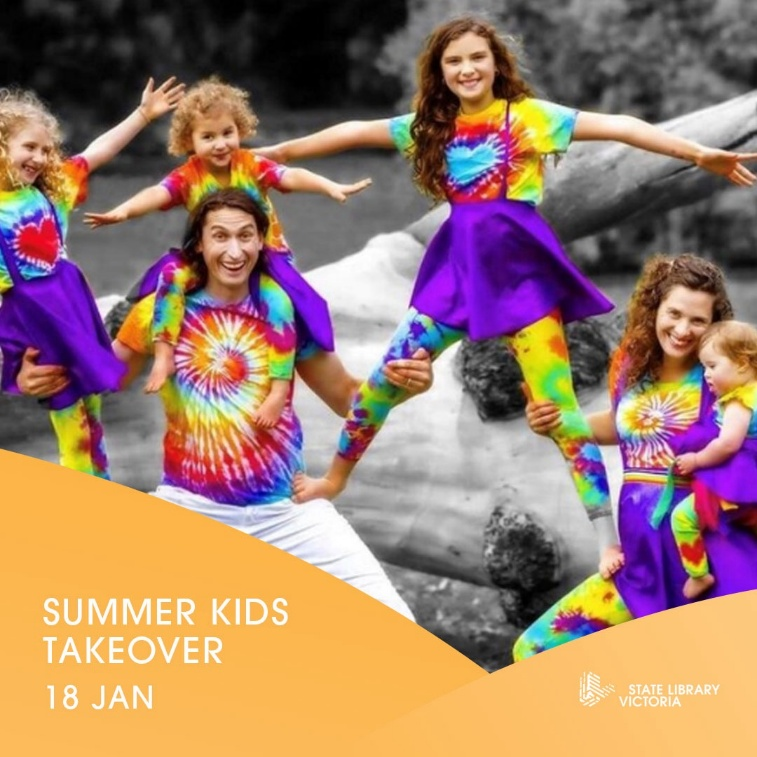 SUMMER KIDS
TAKEOVER
18 JAN
STATE LIBRARY
VICTORIA